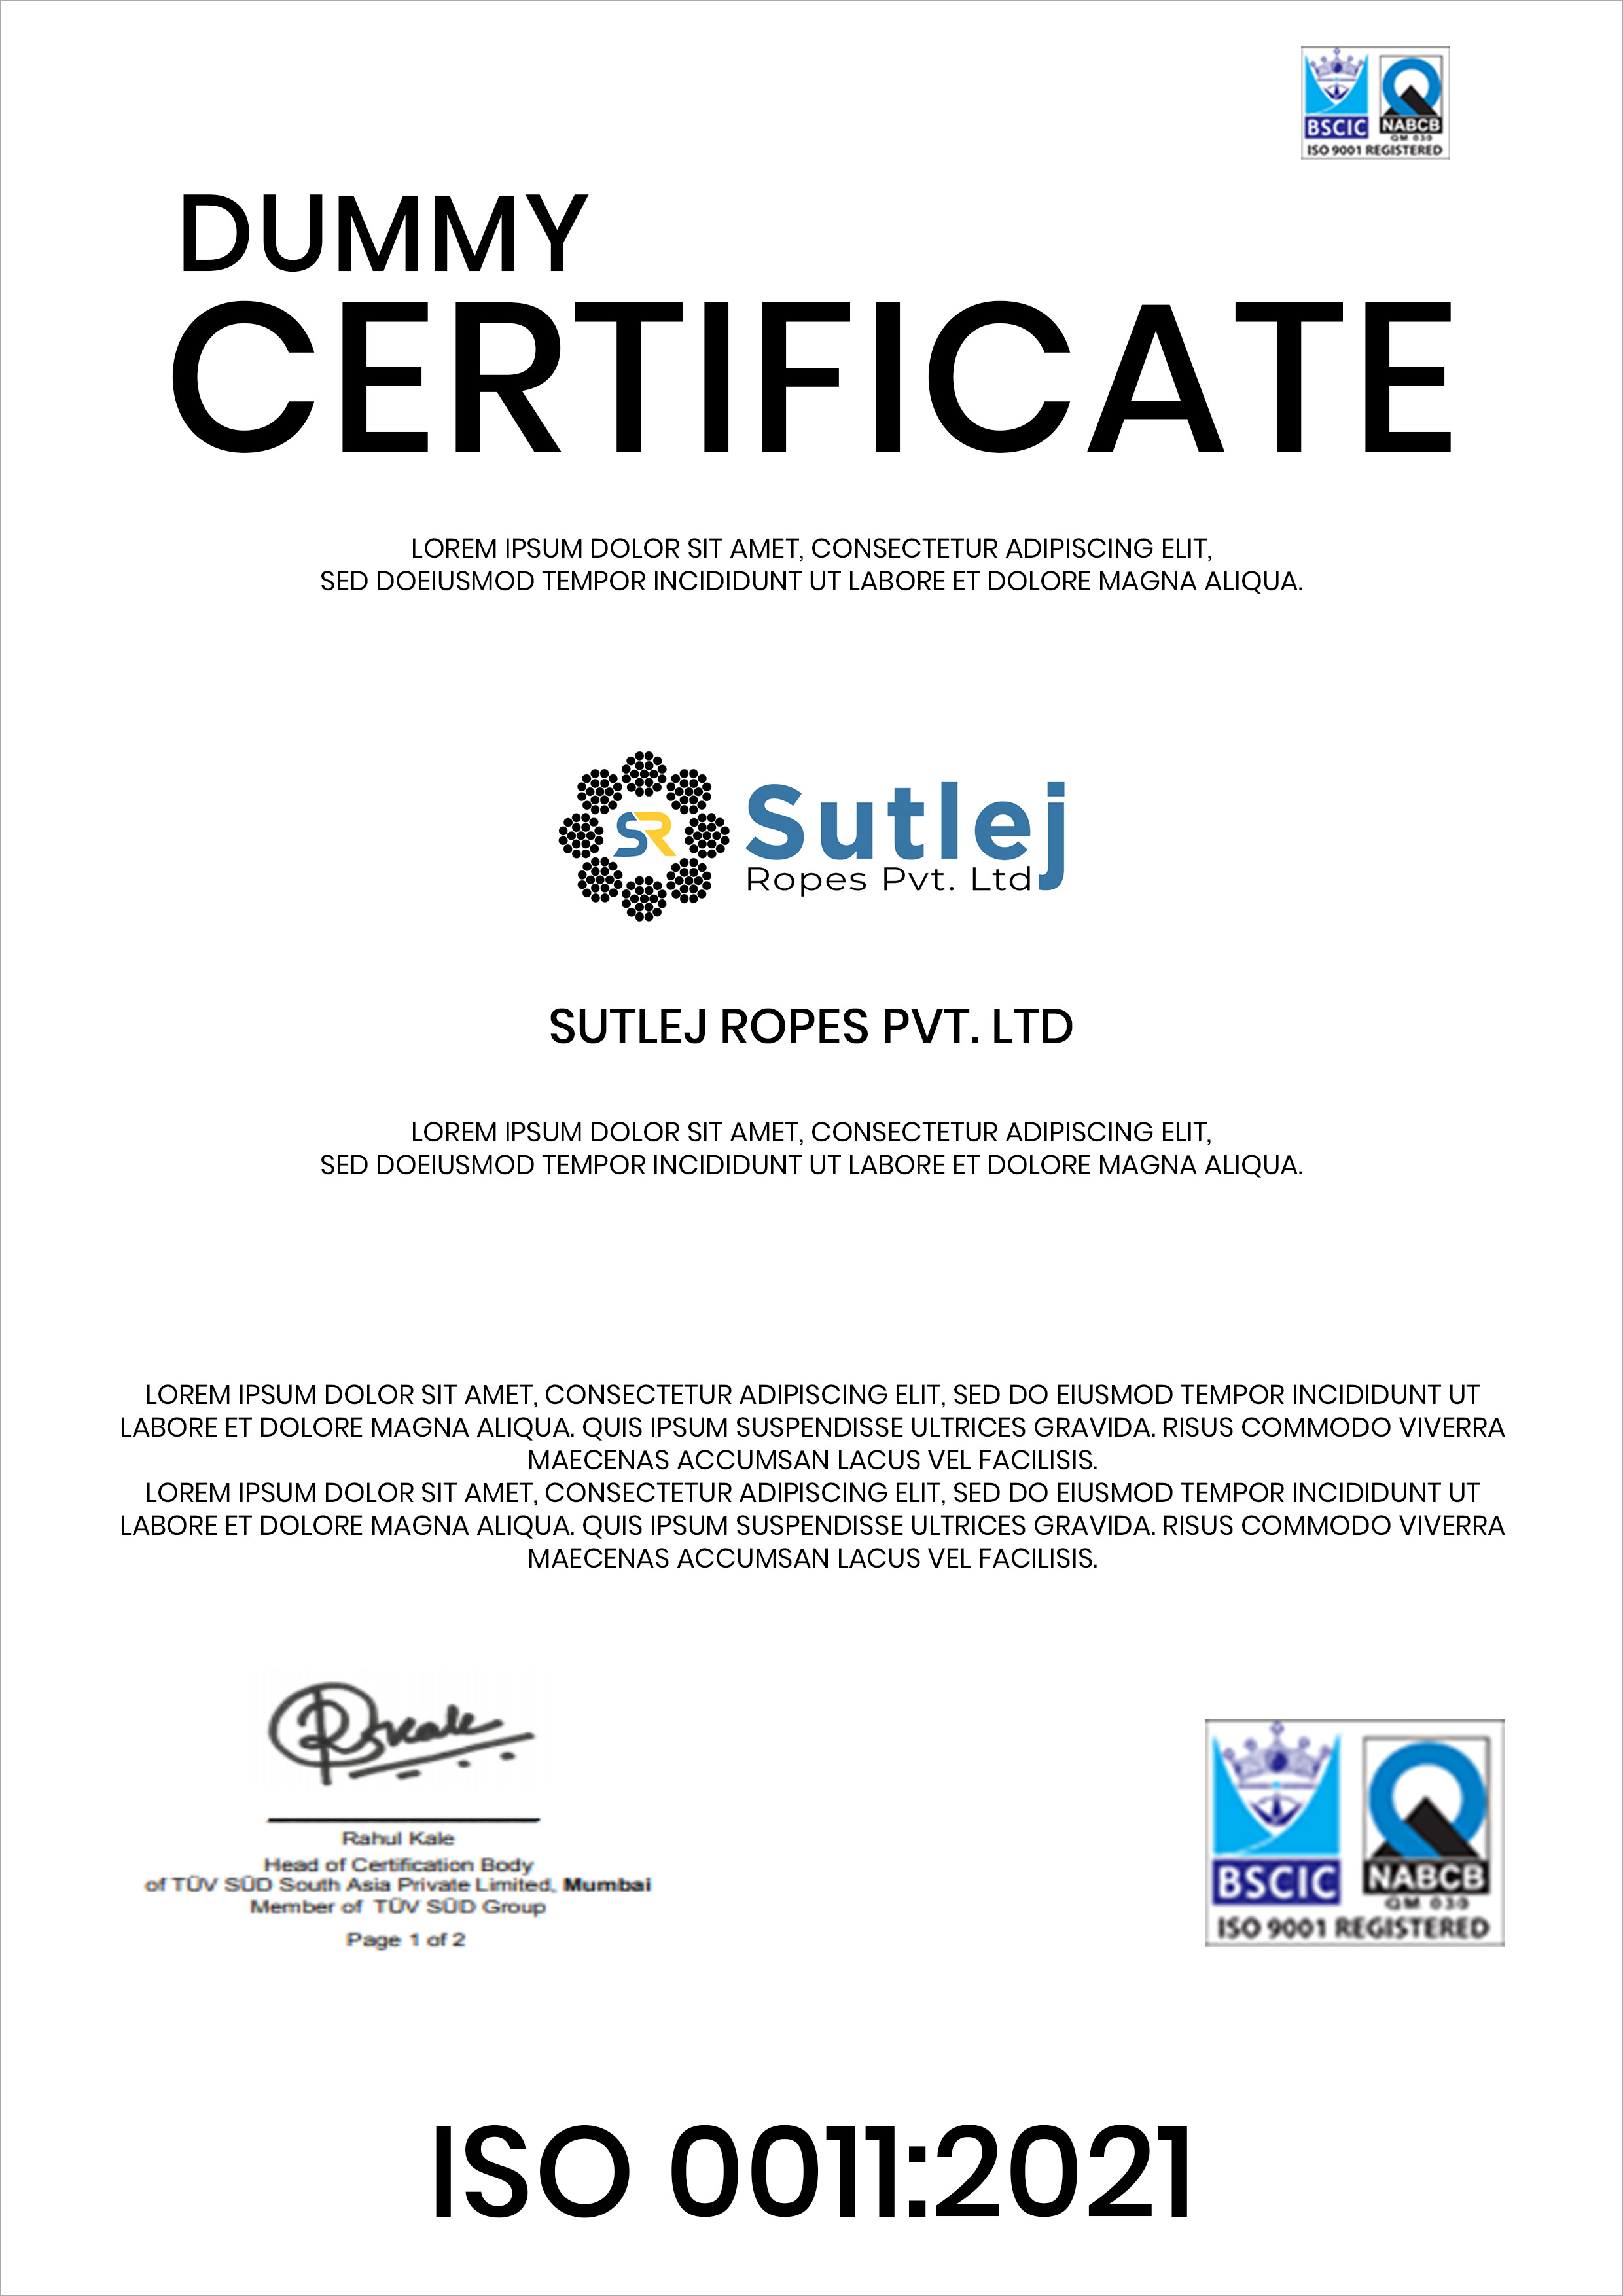 BSCIC NABCB
QM 030
ISO 9001 REGISTERED
DUMMY
CERTIFICATE
LOREM IPSUM DOLOR SIT AMET, CONSECTETUR ADIPISCING ELIT,
SED DOEIUSMOD TEMPOR INCIDIDUNT UT LABORE ET DOLORE MAGNA ALIQUA.
SR Sutlej
Ropes Pvt. Ltd
SUTLEJ ROPES PVT. LTD
LOREM IPSUM DOLOR SIT AMET, CONSECTETUR ADIPISCING ELIT,
SED DOEIUSMOD TEMPOR INCIDIDUNT UT LABORE ET DOLORE MAGNA ALIQUA.
LOREM IPSUM DOLOR SIT AMET, CONSECTETUR ADIPISCING ELIT, SED DO EIUSMOD TEMPOR INCIDIDUNT UT
LABORE ET DOLORE MAGNA ALIQUA. QUIS IPSUM SUSPENDISSE ULTRICES GRAVIDA. RISUS COMMODO VIVERRA
MAECENAS ACCUMSAN LACUS VEL FACILISIS.
LOREM IPSUM DOLOR SIT AMET, CONSECTETUR ADIPISCING ELIT, SED DO EIUSMOD TEMPOR INCIDIDUNT UT
LABORE ET DOLORE MAGNA ALIQUA. QUIS IPSUM SUSPENDISSE ULTRICES GRAVIDA. RISUS COMMODO VIVERRA
MAECENAS ACCUMSAN LACUS VEL FACILISIS.
RsKale
Rahul Kale
Head of Certification Body
of TÜV SÜD South Asia Private Limited, Mumbai
Member of TÜV SÜD Group
Page 1 of 2
BSCIC NABCB
QM 030
ISO 9001 REGISTERED
ISO 0011:2021